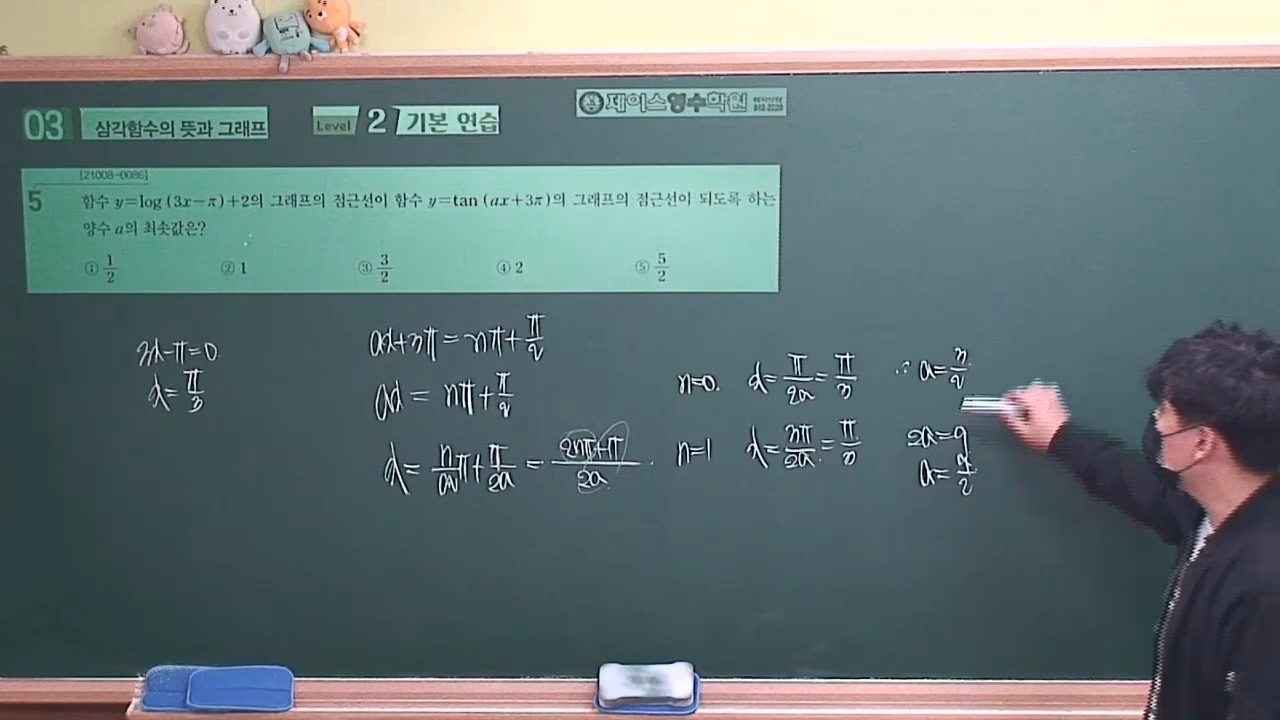 03 삼각함수의 뜻과 그래프 Level 2 기본 연습
제이스영수학원
[21008-0086]
5 함수 y=log (3x−π)+2의 그래프의 점근선이 함수 y=tan (ax+3π)의 그래프의 점근선이 되도록 하는
양수 a의 최솟값은?
① 1/2 ② 1 ③ 3/2 ④ 2 ⑤ 5/2
3x−π=0.
x=π/3
ax+3π=nπ+π/2
ax=nπ+π/2
x=n/aπ+π/2a=2nπ+π/2a.
n=0. x=π/2a=π/3 ∴ a=3/2
n=1 x=3π/2a=π/3 2a=9
a=9/2